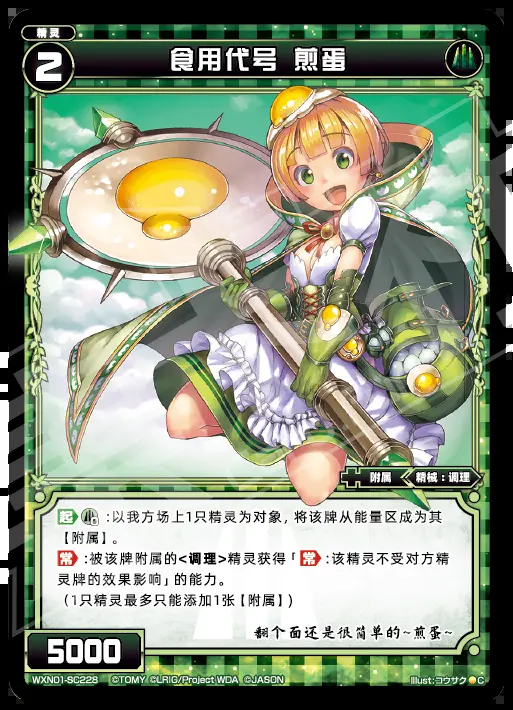 精灵
2
食用代号 煎蛋
附属 精械：调理
起 :以我方场上1只精灵为对象，将该牌从能量区成为其
【附属】。
常 :被该牌附属的<调理>精灵获得「常 :该精灵不受对方精
灵牌的效果影响」的能力。
(1只精灵最多只能添加1张【附属】)
翻个面还是很简单的~煎蛋~
5000
WXN01-SC228 ©TOMY ©LRIG/Project WDA ©JASON
Illust:コウサク C